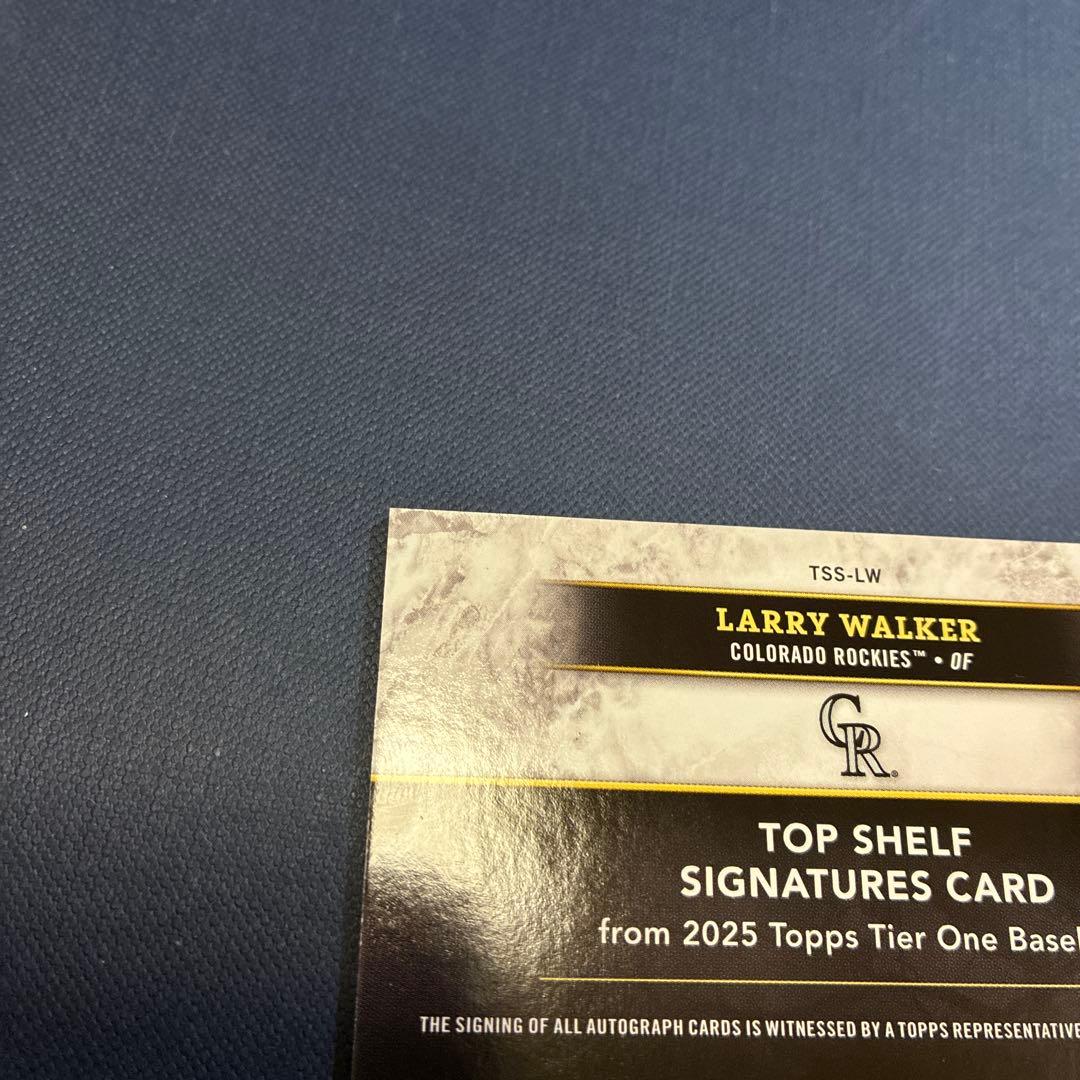 TSS-LW
LARRY WALKER
COLORADO ROCKIES™ • OF
CR®
TOP SHELF
SIGNATURES CARD
from 2025 Topps Tier One
THE SIGNING OF ALL AUTOGRAPH CARDS IS WITNESSED BY A TOPPS REPRESENTATIVE